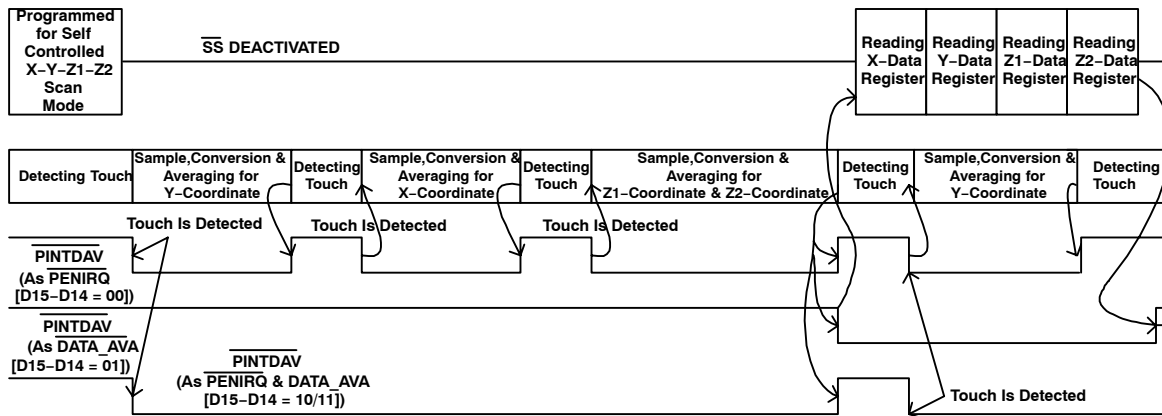 Programmed
for Self
Controlled
X−Y−Z1−Z2
Scan
Mode
SS DEACTIVATED
Reading
X−Data
Register
Reading
Y−Data
Register
Reading
Z1−Data
Register
Reading
Z2−Data
Register
Detecting Touch
Sample,Conversion &
Averaging for
Y−Coordinate
Detecting
Touch
Sample,Conversion &
Averaging for
X−Coordinate
Detecting
Touch
Sample,Conversion &
Averaging for
Z1−Coordinate & Z2−Coordinate
Detecting
Touch
Sample,Conversion &
Averaging for
Y−Coordinate
Detecting
Touch
Touch Is Detected
Touch Is Detected
Touch Is Detected
PINTDAV
(As PENIRQ
[D15−D14 = 00])
PINTDAV
(As DATA_AVA
[D15−D14 = 01])
PINTDAV
(As PENIRQ & DATA_AVA
[D15−D14 = 10/11])
Touch Is Detected